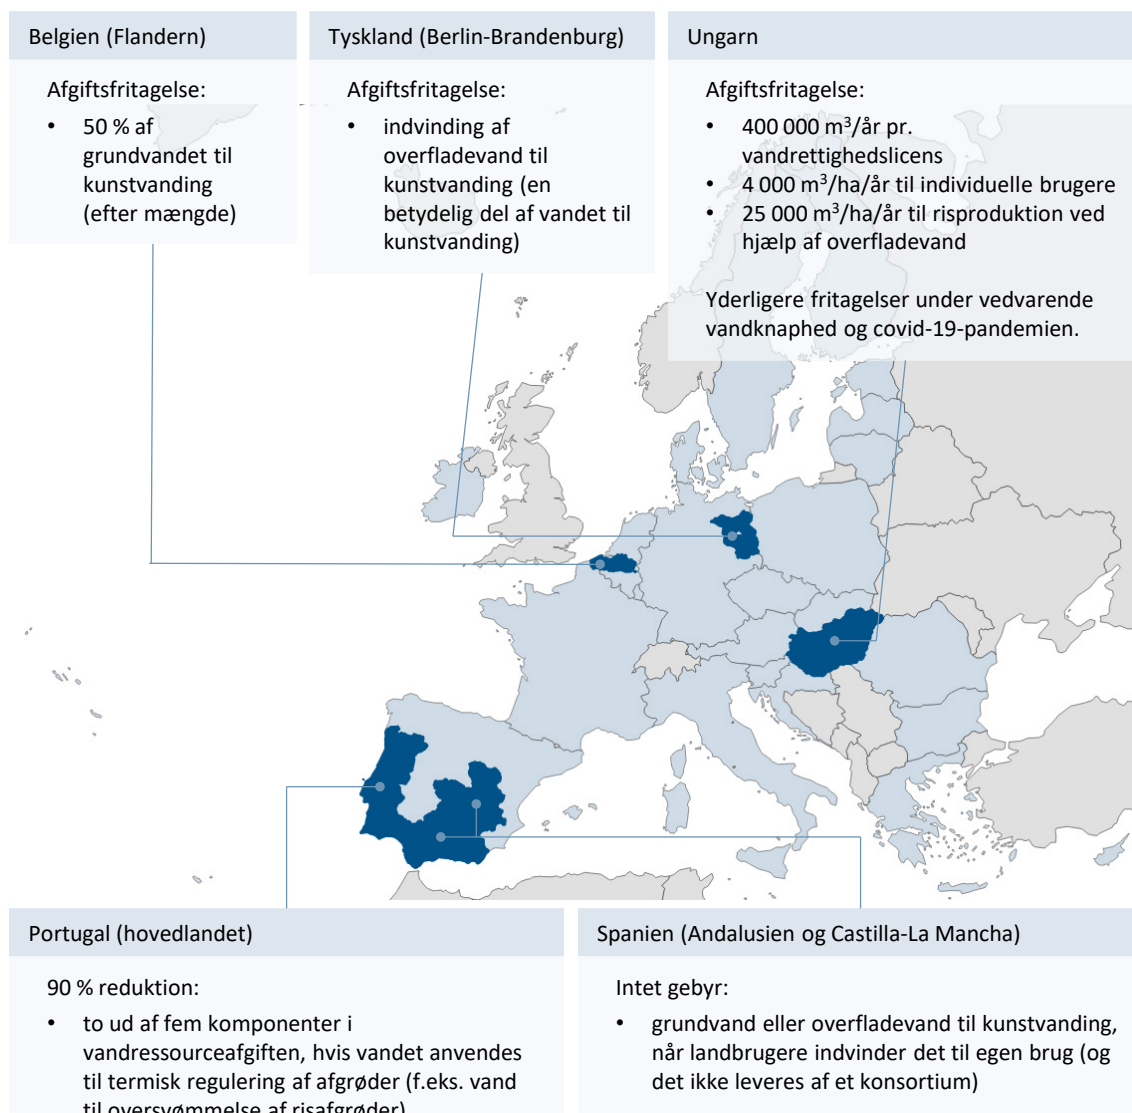 Belgien (Flandern)
Afgiftsfritagelse:
• 50 % af
grundvandet til
kunstvanding
(efter mængde)
Tyskland (Berlin-Brandenburg)
Afgiftsfritagelse:
• indvinding af
overfladevand til
kunstvanding (en
betydelig del af vandet til
kunstvanding)
Ungarn
Afgiftsfritagelse:
• 400 000 m³/år pr.
vandrettighedslicens
• 4 000 m³/ha/år til individuelle brugere
• 25 000 m³/ha/år til risproduktion ved
hjælp af overfladevand
Yderligere fritagelser under vedvarende
vandknaphed og covid-19-pandemien.
Portugal (hovedlandet)
90 % reduktion:
• to ud af fem komponenter i
vandressourceafgiften, hvis vandet anvendes
til termisk regulering af afgrøder (f.eks. vand
til oversvømmelse af risafgrøder)
Spanien (Andalusien og Castilla-La Mancha)
Intet gebyr:
• grundvand eller overfladevand til kunstvanding,
når landbrugere indvinder det til egen brug (og
det ikke leveres af et konsortium)